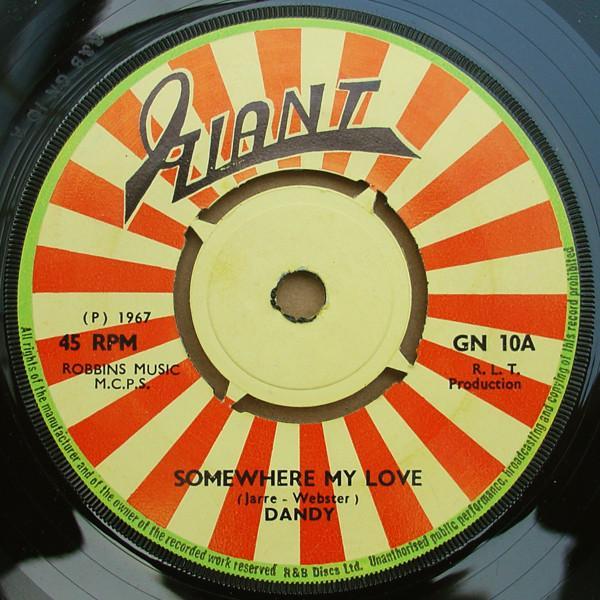 GIANT
(P) 1967
45 RPM
ROBBINS MUSIC
M.C.P.S.
GN 10A
R. L. T.
Production
SOMEWHERE MY LOVE
(Jarre - Webster)
DANDY
All rights of the manufacturer and of the owner of the recorded work reserved R&B Discs Ltd. Unauthorised public performance, broadcasting and copying of this record prohibited